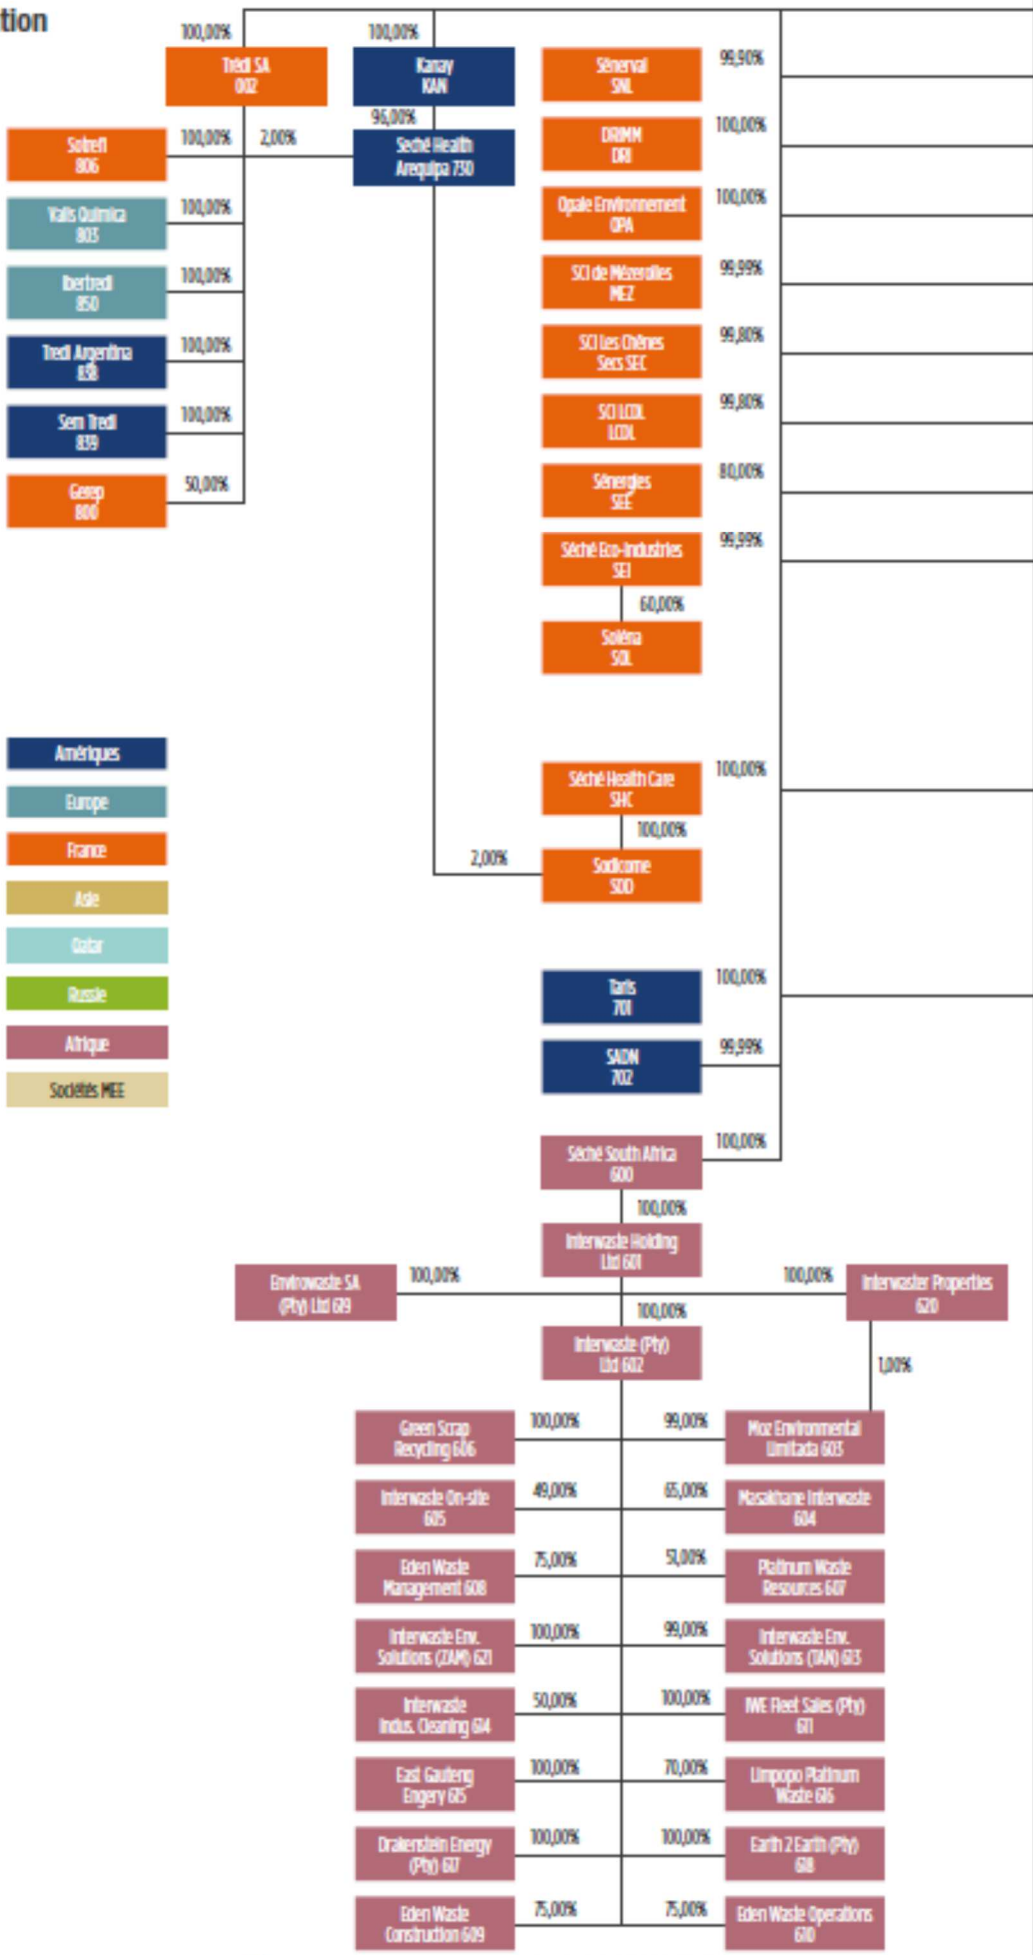 tion
100,00%
100,00%
Trédi SA
002
Kanay
KAN
Sénerval
SNL
99,90%
96,00%
Sotrefi
806
100,00%
2,00%
Seché Health
Arequipa 730
DRIMM
DRI
100,00%
Valls Quimica
803
100,00%
Opale Environnement
OPA
100,00%
Ibertredi
850
100,00%
SCI de Mézerolles
MEZ
99,99%
Tredi Argentina
838
100,00%
SCI Les Chênes
Secs SEC
99,80%
Sem Tredi
839
100,00%
SCI LCDL
LCDL
99,80%
Gerep
800
50,00%
Sénergies
SEE
80,00%
Séché Eco-Industries
SEI
99,99%
60,00%
Soléna
SOL
Amériques
Europe
France
Asie
Qatar
Russie
Afrique
Sociétés MEE
Séché Health Care
SHC
100,00%
100,00%
2,00%
Sodicome
SOD
Taris
701
100,00%
SADN
702
99,99%
Séché South Africa
600
100,00%
100,00%
Interwaste Holding
Ltd 601
Envirowaste SA
(Pty) Ltd 619
100,00%
100,00%
Interwaster Properties
620
100,00%
Interwaste (Pty)
Ltd 602
1,00%
Green Scrap
Recycling 606
100,00%
99,00%
Moz Environmental
Limitada 603
Interwaste On-site
605
49,00%
65,00%
Masakhane Interwaste
604
Eden Waste
Management 608
75,00%
51,00%
Platinum Waste
Resources 607
Interwaste Env.
Solutions (ZAM) 621
100,00%
99,00%
Interwaste Env.
Solutions (TAN) 613
Interwaste
Indus. Cleaning 614
50,00%
100,00%
IWE Fleet Sales (Pty)
611
East Gauteng
Engery 615
100,00%
70,00%
Limpopo Platinum
Waste 616
Drakenstein Energy
(Pty) 617
100,00%
100,00%
Earth 2 Earth (Pty)
618
Eden Waste
Construction 609
75,00%
75,00%
Eden Waste Operations
610